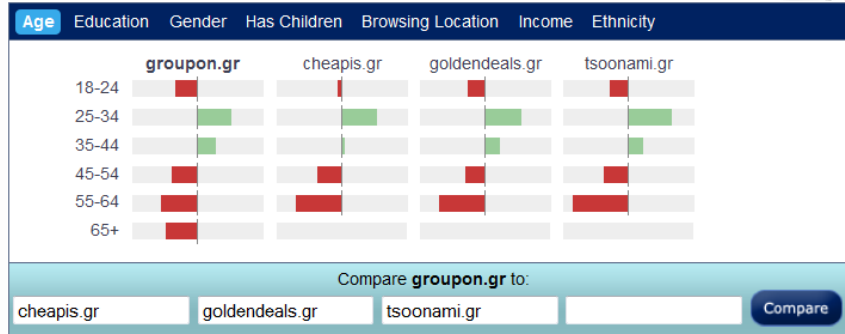 Age Education Gender Has Children Browsing Location Income Ethnicity
groupon.gr cheapis.gr goldendeals.gr tsoonami.gr
18-24
25-34
35-44
45-54
55-64
65+
Compare groupon.gr to:
cheapis.gr goldendeals.gr tsoonami.gr Compare